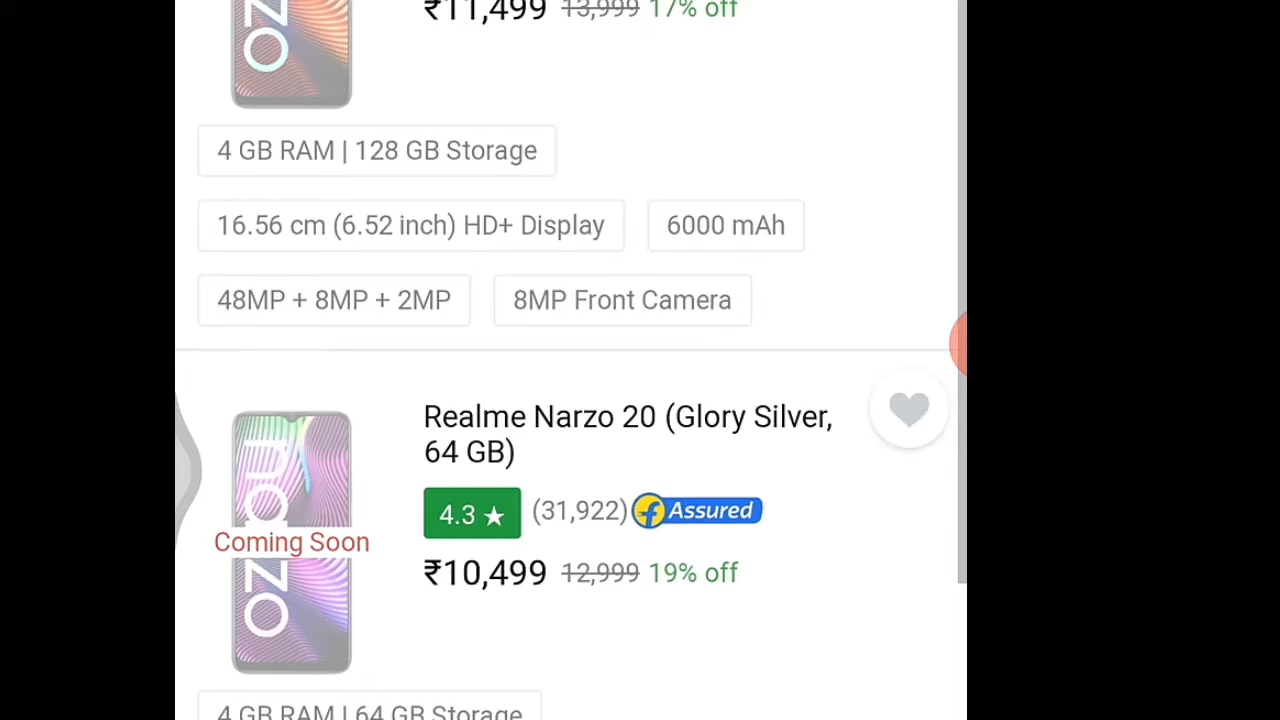 ₹11,499 13,999 17% off
zo
4 GB RAM | 128 GB Storage
16.56 cm (6.52 inch) HD+ Display 6000 mAh
48MP + 8MP + 2MP 8MP Front Camera
Realme Narzo 20 (Glory Silver,
64 GB)
4.3 ★ (31,922) f Assured
Coming Soon
₹10,499 12,999 19% off
zo
4 GB RAM | 64 GB Storage